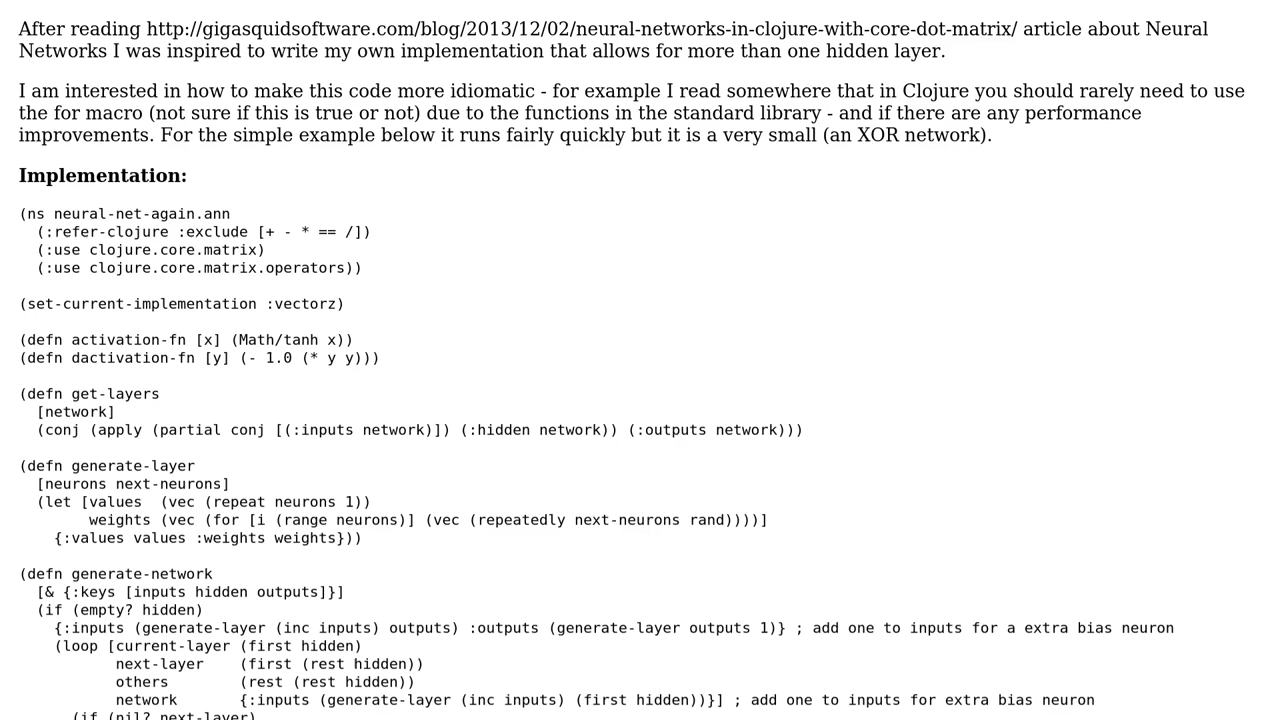 After reading http://gigasquidsoftware.com/blog/2013/12/02/neural-networks-in-clojure-with-core-dot-matrix/ article about Neural
Networks I was inspired to write my own implementation that allows for more than one hidden layer.
I am interested in how to make this code more idiomatic - for example I read somewhere that in Clojure you should rarely need to use
the for macro (not sure if this is true or not) due to the functions in the standard library - and if there are any performance
improvements. For the simple example below it runs fairly quickly but it is a very small (an XOR network).
Implementation:
(ns neural-net-again.ann
  (:refer-clojure :exclude [+ - * == /])
  (:use clojure.core.matrix)
  (:use clojure.core.matrix.operators))
(set-current-implementation :vectorz)
(defn activation-fn [x] (Math/tanh x))
(defn dactivation-fn [y] (- 1.0 (* y y)))
(defn get-layers
  [network]
  (conj (apply (partial conj [(:inputs network)]) (:hidden network)) (:outputs network)))
(defn generate-layer
  [neurons next-neurons]
  (let [values  (vec (repeat neurons 1))
        weights (vec (for [i (range neurons)] (vec (repeatedly next-neurons rand))))]
    {:values values :weights weights}))
(defn generate-network
  [& {:keys [inputs hidden outputs]}]
  (if (empty? hidden)
    {:inputs (generate-layer (inc inputs) outputs) :outputs (generate-layer outputs 1)} ; add one to inputs for a extra bias neuron
    (loop [current-layer (first hidden)
           next-layer    (first (rest hidden))
           others        (rest (rest hidden))
           network       {:inputs (generate-layer (inc inputs) (first hidden))}] ; add one to inputs for extra bias neuron
      (if (nil? next-layer)